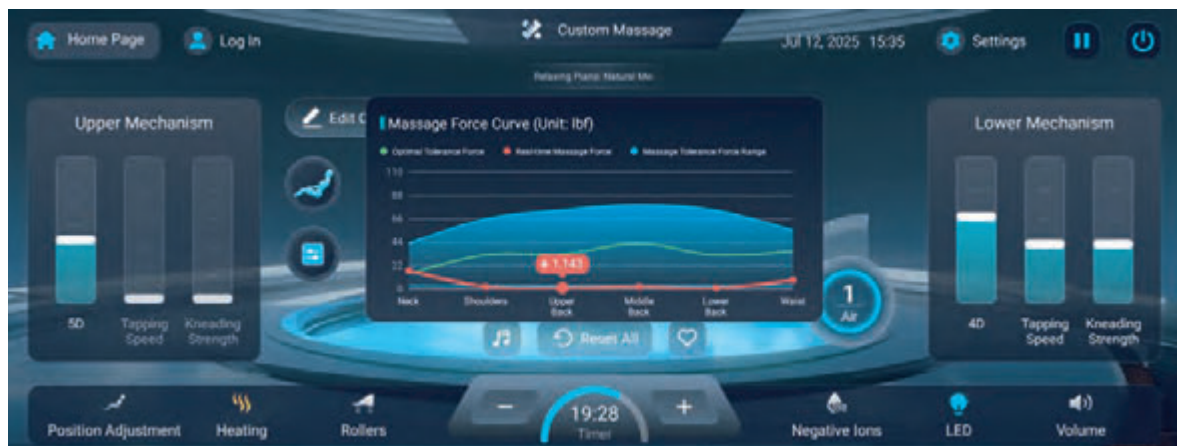 Home Page
Log In
Custom Massage
Jul 12, 2025 15:35
Settings
Relaxing Piano: Natural Me
Upper Mechanism
5D
Tapping Speed
Kneading Strength
Edit C
Massage Force Curve (Unit: lbf)
Optimal Tolerance Force
Real-time Massage Force
Massage Tolerance Force Range
110
88
66
44
22
0
1.143
Neck
Shoulders
Upper Back
Middle Back
Lower Back
Waist
Reset All
1
Air
Lower Mechanism
4D
Tapping Speed
Kneading Strength
Position Adjustment
Heating
Rollers
−
19:28
Timer
+
Negative Ions
LED
Volume